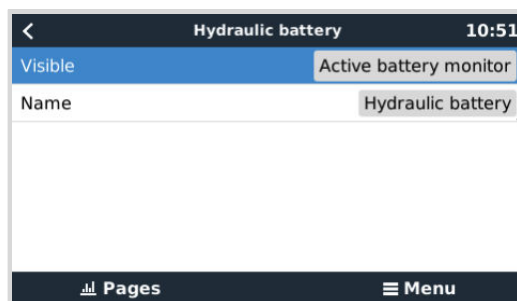 Hydraulic battery 10:51
Visible Active battery monitor
Name Hydraulic battery
Pages Menu